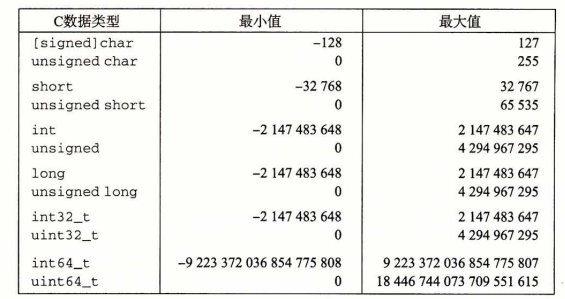 C数据类型 最小值 最大值
[signed]char −128 127
unsigned char 0 255
short −32 768 32 767
unsigned short 0 65 535
int −2 147 483 648 2 147 483 647
unsigned 0 4 294 967 295
long −2 147 483 648 2 147 483 647
unsigned long 0 4 294 967 295
int32_t −2 147 483 648 2 147 483 647
uint32_t 0 4 294 967 295
int64_t −9 223 372 036 854 775 808 9 223 372 036 854 775 807
uint64_t 0 18 446 744 073 709 551 615